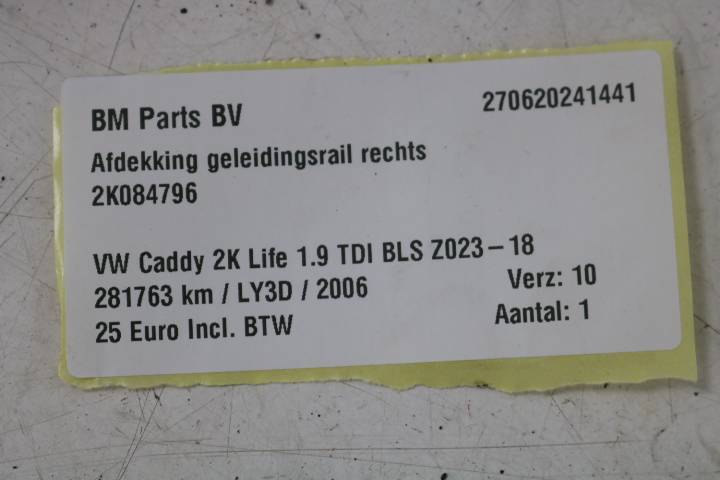 BM Parts BV 270620241441
Afdekking geleidingsrail rechts
2K084796
VW Caddy 2K Life 1.9 TDI BLS Z023-18
281763 km / LY3D / 2006 Verz: 10
25 Euro Incl. BTW Aantal: 1